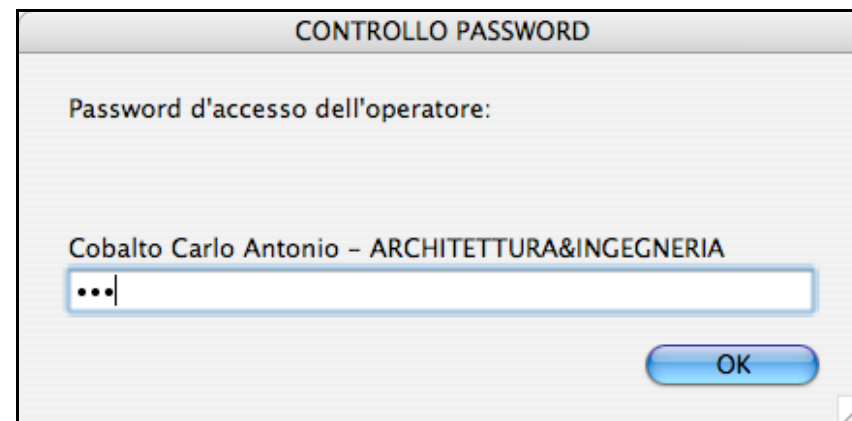 CONTROLLO PASSWORD
Password d'accesso dell'operatore:
Cobalto Carlo Antonio – ARCHITETTURA&INGEGNERIA
•••
OK